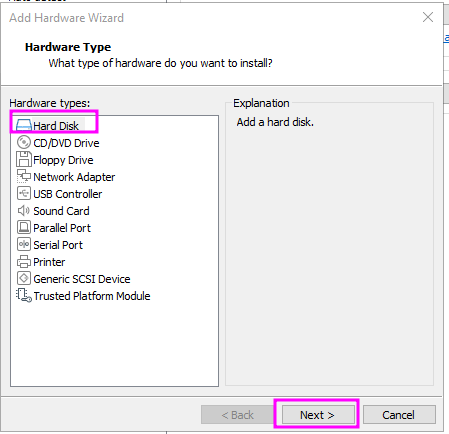 Add Hardware Wizard
Hardware Type
What type of hardware do you want to install?
Hardware types:
Explanation
Hard Disk
Add a hard disk.
CD/DVD Drive
Floppy Drive
Network Adapter
USB Controller
Sound Card
Parallel Port
Serial Port
Printer
Generic SCSI Device
Trusted Platform Module
< Back
Next >
Cancel